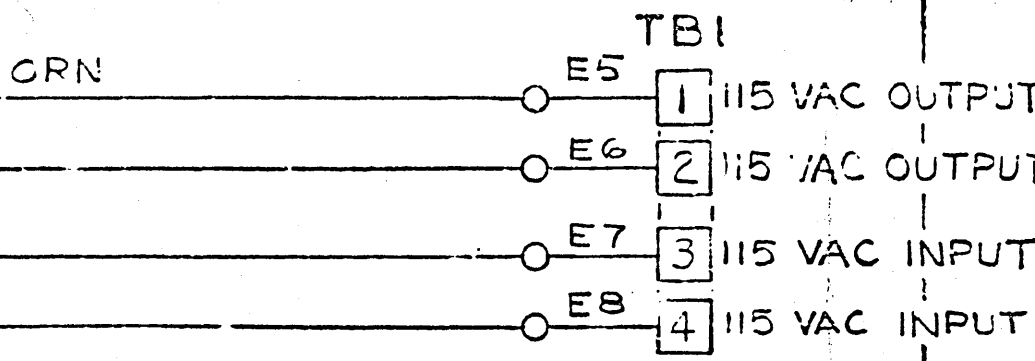 TB1
ORN
E5 1 115 VAC OUTPUT
E6 2 115 VAC OUTPUT
E7 3 115 VAC INPUT
E8 4 115 VAC INPUT